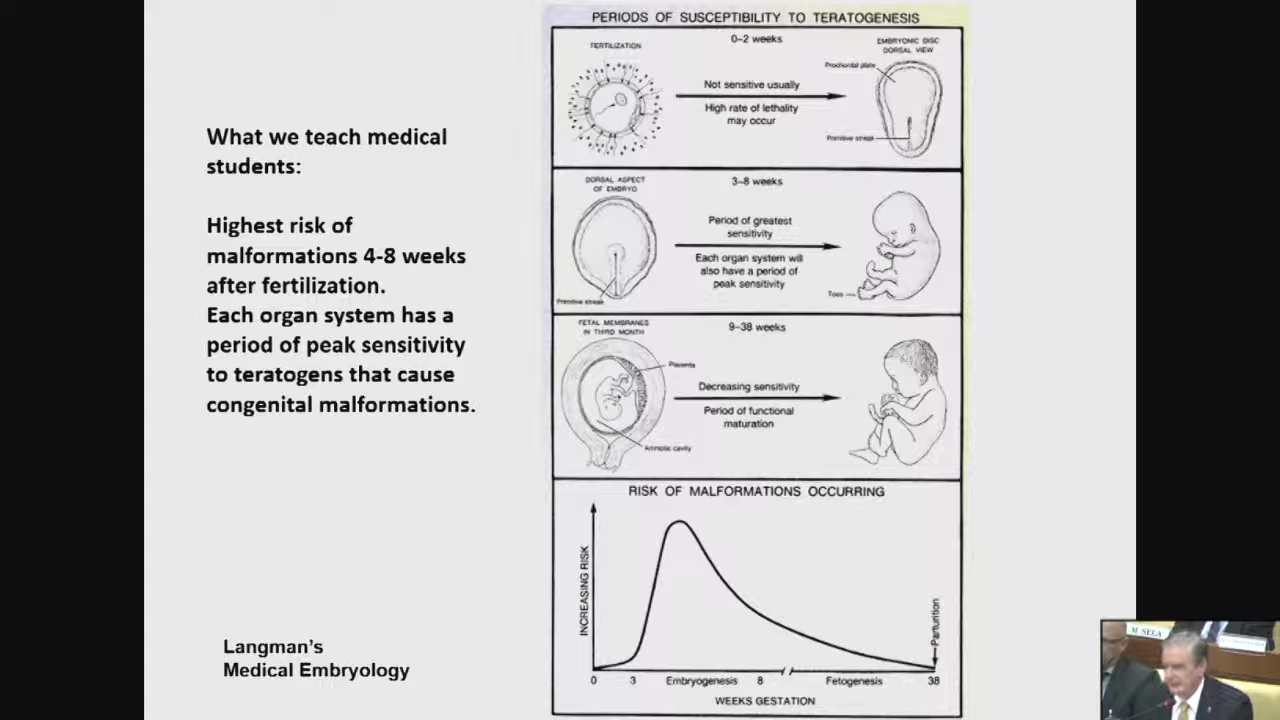 What we teach medical
students:
Highest risk of
malformations 4-8 weeks
after fertilization.
Each organ system has a
period of peak sensitivity
to teratogens that cause
congenital malformations.
Langman's
Medical Embryology
PERIODS OF SUSCEPTIBILITY TO TERATOGENESIS
0–2 weeks
FERTILIZATION
EMBRYONIC DISC
DORSAL VIEW
Prochordal plate
Not sensitive usually
High rate of lethality
may occur
Primitive streak
DORSAL ASPECT
OF EMBRYO
3–8 weeks
Period of greatest
sensitivity
Each organ system will
also have a period of
peak sensitivity
Toes
Primitive streak
FETAL MEMBRANES
IN THIRD MONTH
9–38 weeks
Placenta
Decreasing sensitivity
Period of functional
maturation
Amniotic cavity
RISK OF MALFORMATIONS OCCURRING
INCREASING RISK
Parturition
0 3 Embryogenesis 8 Fetogenesis 38
WEEKS GESTATION
M. SELA